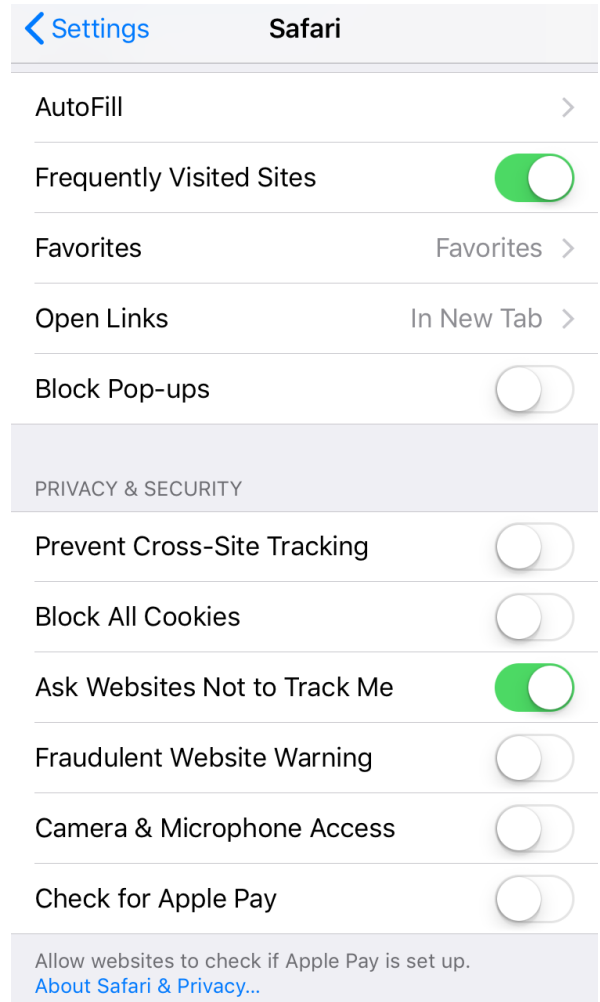 Settings Safari
AutoFill
Frequently Visited Sites
Favorites Favorites
Open Links In New Tab
Block Pop-ups
PRIVACY & SECURITY
Prevent Cross-Site Tracking
Block All Cookies
Ask Websites Not to Track Me
Fraudulent Website Warning
Camera & Microphone Access
Check for Apple Pay
Allow websites to check if Apple Pay is set up.
About Safari & Privacy...